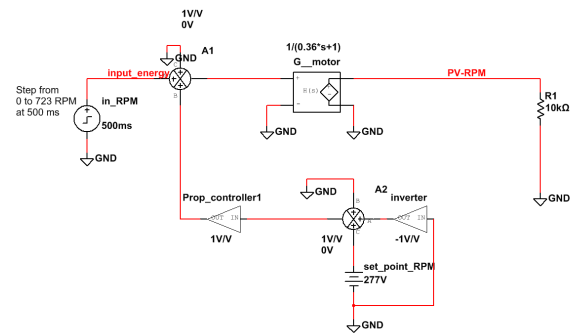 1V/V
0V
A1
C
GND
input_energy
A
B
1/(0.36*s+1)
G__motor
H(s)
GND
GND
PV-RPM
R1
10kΩ
GND
Step from
0 to 723 RPM
at 500 ms
in_RPM
500ms
GND
Prop_controller1
OUT IN
1V/V
GND
A2
B
A
C
1V/V
0V
inverter
OUT IN
-1V/V
set_point_RPM
277V
GND